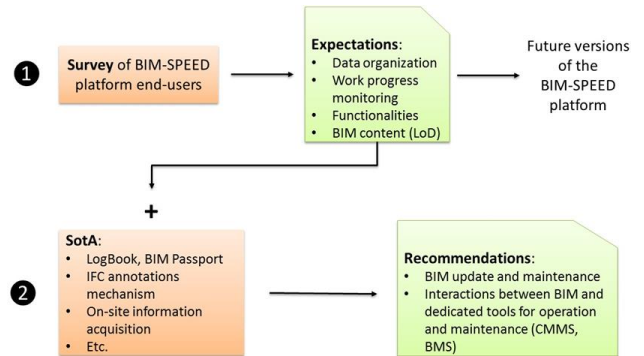 1
Survey of BIM-SPEED
platform end-users
Expectations:
• Data organization
• Work progress
monitoring
• Functionalities
• BIM content (LoD)
Future versions
of the
BIM-SPEED
platform
+
2
SotA:
• LogBook, BIM Passport
• IFC annotations
mechanism
• On-site information
acquisition
• Etc.
Recommendations:
• BIM update and maintenance
• Interactions between BIM and
dedicated tools for operation
and maintenance (CMMS,
BMS)